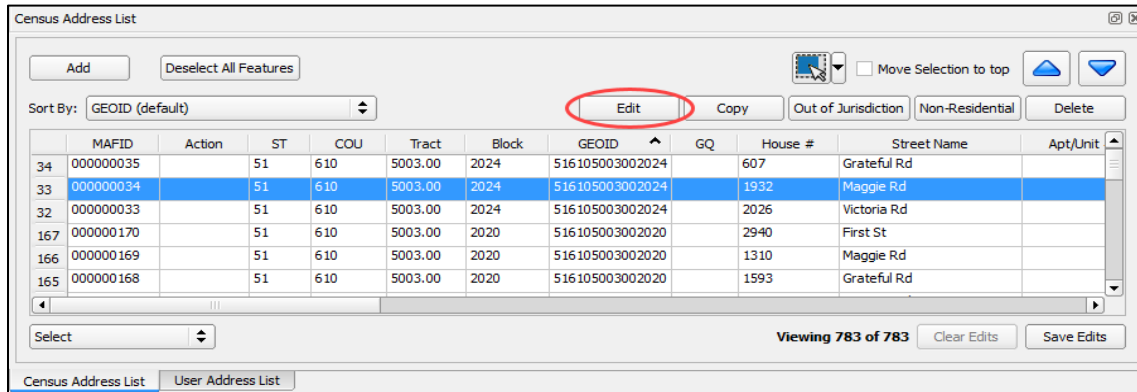 Census Address List
Add Deselect All Features Move Selection to top
Sort By: GEOID (default) Edit Copy Out of Jurisdiction Non-Residential Delete
MAFID Action ST COU Tract Block GEOID GQ House # Street Name Apt/Unit
34 000000035 51 610 5003.00 2024 516105003002024 607 Grateful Rd
33 000000034 51 610 5003.00 2024 516105003002024 1932 Maggie Rd
32 000000033 51 610 5003.00 2024 516105003002024 2026 Victoria Rd
167 000000170 51 610 5003.00 2020 516105003002020 2940 First St
166 000000169 51 610 5003.00 2020 516105003002020 1310 Maggie Rd
165 000000168 51 610 5003.00 2020 516105003002020 1593 Grateful Rd
Select Viewing 783 of 783 Clear Edits Save Edits
Census Address List User Address List